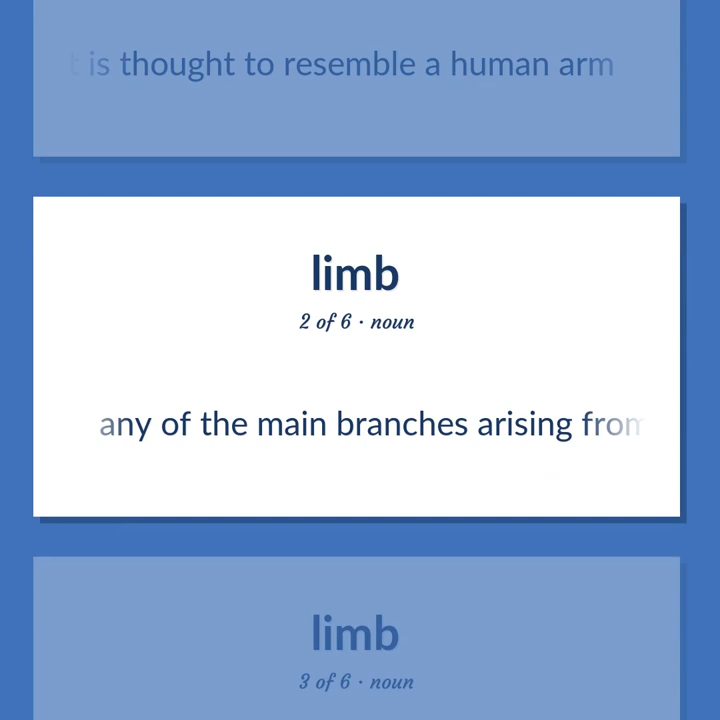 is thought to resemble a human arm
limb
2 of 6 · noun
any of the main branches arising from
limb
3 of 6 · noun